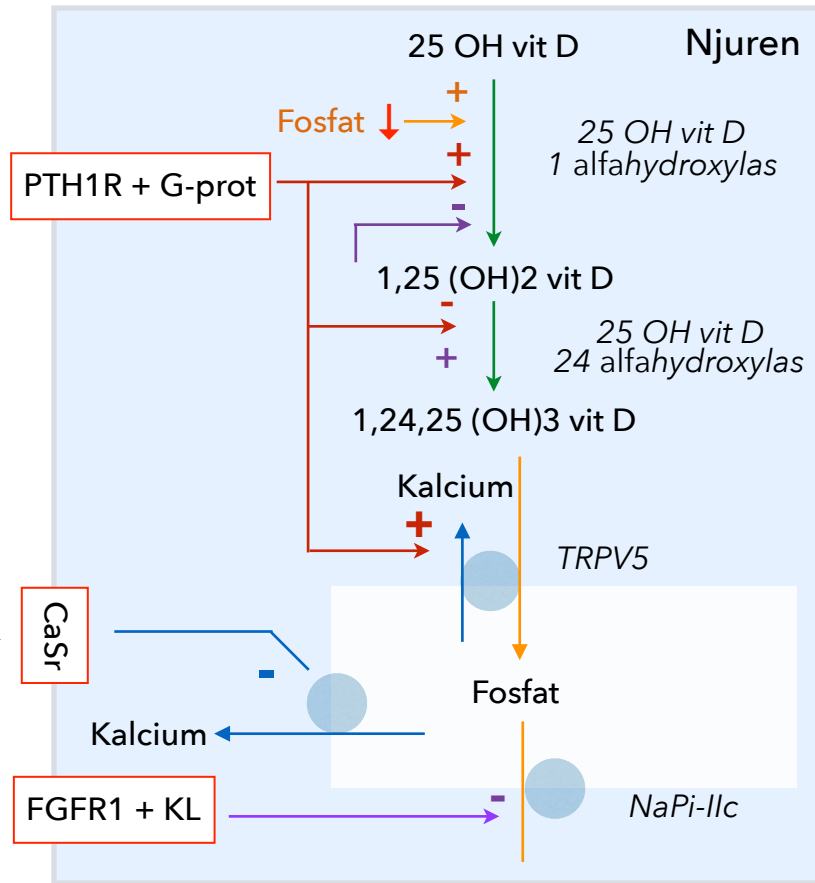 25 OH vit D
Njuren
+
Fosfat
25 OH vit D
1 alfahydroxylas
+
PTH1R + G-prot
-
1,25 (OH)2 vit D
-
25 OH vit D
24 alfahydroxylas
+
1,24,25 (OH)3 vit D
Kalcium
+
TRPV5
CaSr
-
Fosfat
Kalcium
-
NaPi-IIc
FGFR1 + KL